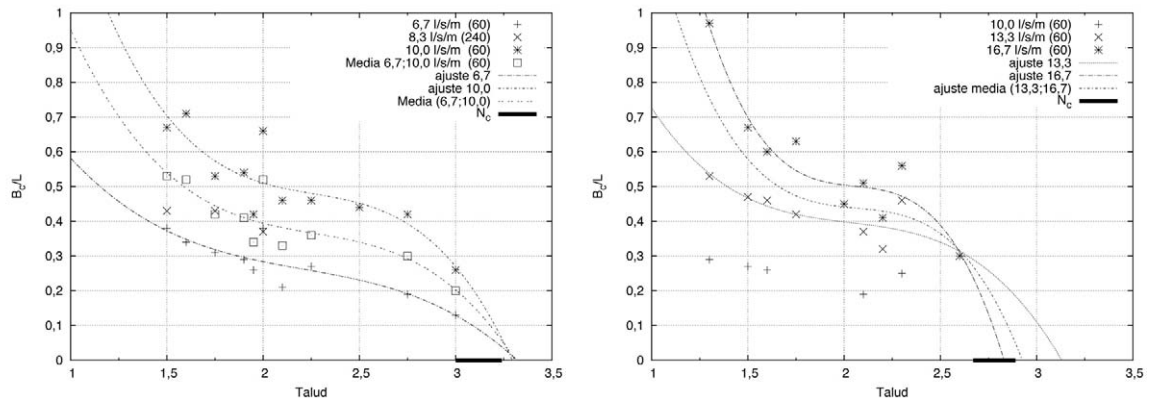 6,7 l/s/m (60)
8,3 l/s/m (240)
10,0 l/s/m (60)
Media 6,7;10,0 l/s/m (60)
ajuste 6,7
ajuste 10,0
Media (6,7;10,0)
N_c
1
0,9
0,8
0,7
0,6
0,5
0,4
0,3
0,2
0,1
0
B_c/L
1 1,5 2 2,5 3 3,5
Talud
10,0 l/s/m (60)
13,3 l/s/m (60)
16,7 l/s/m (60)
ajuste 13,3
ajuste 16,7
ajuste media (13,3;16,7)
N_c
1
0,9
0,8
0,7
0,6
0,5
0,4
0,3
0,2
0,1
0
B_c/L
1 1,5 2 2,5 3 3,5
Talud